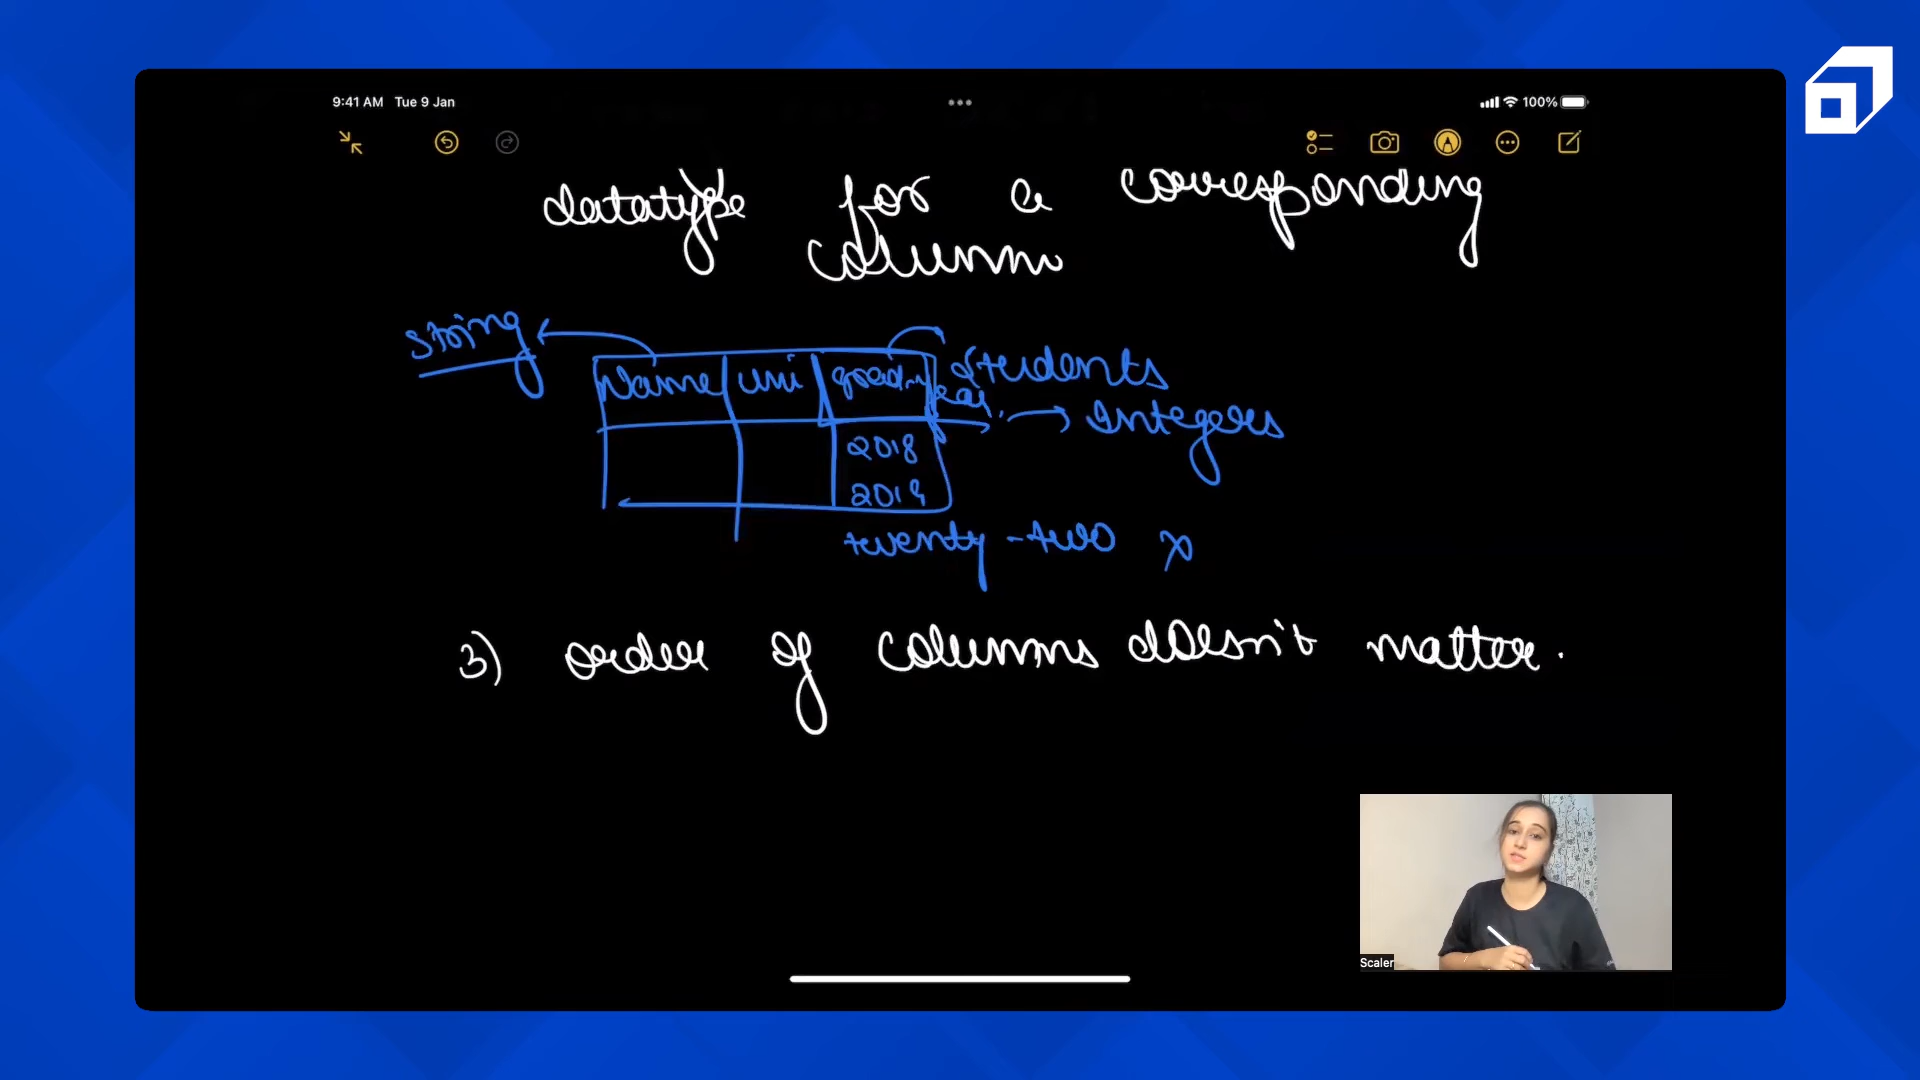 9:41 AM Tue 9 Jan
100%
datatype for a corresponding
column
string
Name uni grad-year students
→ Integers
2018
2019
twenty-two x
3) order of columns doesn't matter.
Scaler